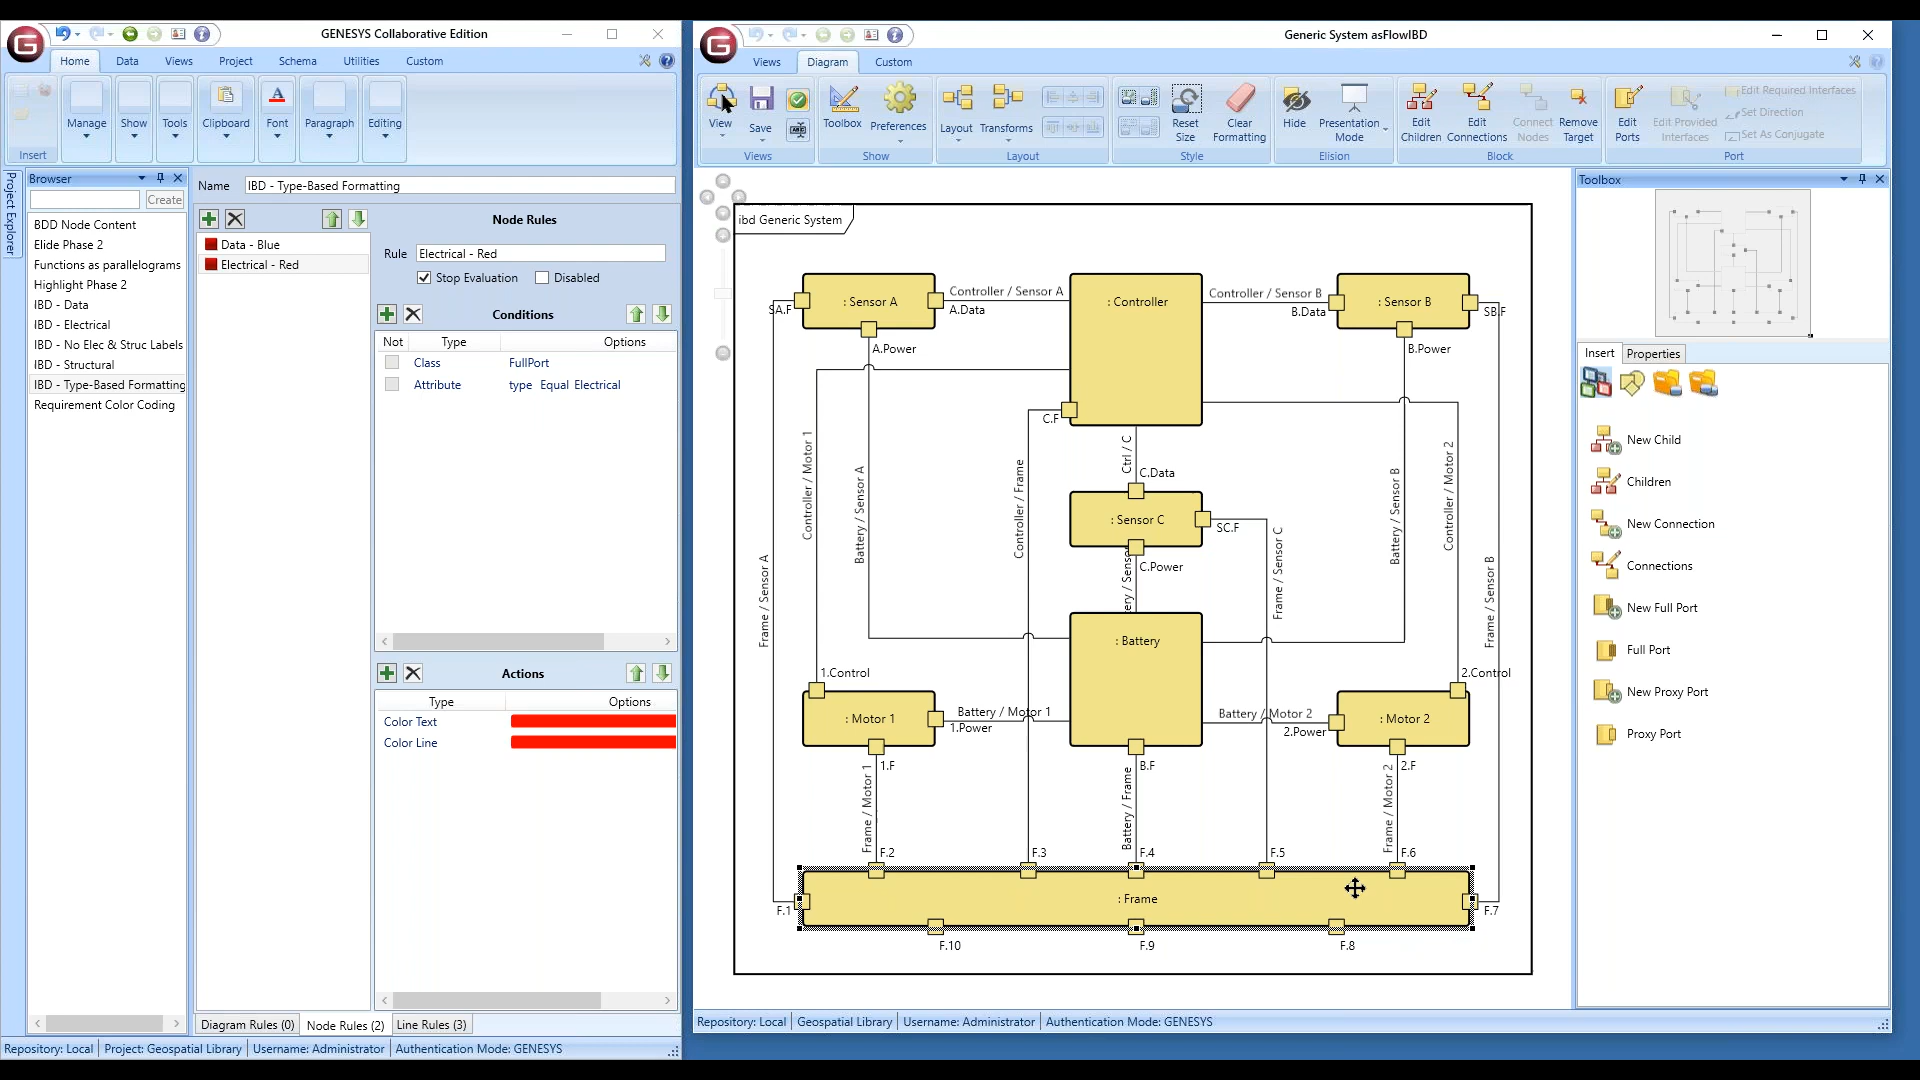 GENESYS Collaborative Edition
Home
Data
Views
Project
Schema
Utilities
Custom
Manage
Show
Tools
Clipboard
Font
Paragraph
Editing
Insert
Project Explorer
Browser
Create
BDD Node Content
Elide Phase 2
Functions as parallelograms
Highlight Phase 2
IBD - Data
IBD - Electrical
IBD - No Elec & Struc Labels
IBD - Structural
IBD - Type-Based Formatting
Requirement Color Coding
Name
IBD - Type-Based Formatting
Data - Blue
Electrical - Red
Node Rules
Rule
Electrical - Red
Stop Evaluation
Disabled
Conditions
Not
Type
Options
Class
FullPort
Attribute
type Equal Electrical
Actions
Type
Options
Color Text
Color Line
Diagram Rules (0)
Node Rules (2)
Line Rules (3)
Repository: Local
Project: Geospatial Library
Username: Administrator
Authentication Mode: GENESYS
Generic System asFlowIBD
Views
Diagram
Custom
View
Save
Views
Toolbox
Preferences
Show
Layout
Transforms
Layout
Reset Size
Clear Formatting
Style
Hide
Presentation Mode
Elision
Edit Children
Edit Connections
Connect Nodes
Remove Target
Block
Edit Ports
Edit Provided Interfaces
Edit Required Interfaces
Set Direction
Set As Conjugate
Port
ibd Generic System
: Sensor A
Controller / Sensor A
A.Data
: Controller
Controller / Sensor B
B.Data
: Sensor B
SA.F
SB.F
A.Power
B.Power
C.F
Ctrl / C
C.Data
Controller / Motor 1
Battery / Sensor A
Controller / Frame
: Sensor C
SC.F
C.Power
Frame / Sensor C
Battery / Sensor B
Controller / Motor 2
Frame / Sensor A
Frame / Sensor B
ery / Senso
: Battery
1.Control
2.Control
: Motor 1
Battery / Motor 1
1.Power
Battery / Motor 2
2.Power
: Motor 2
1.F
B.F
2.F
Frame / Motor 1
Battery / Frame
Frame / Motor 2
F.2
F.3
F.4
F.5
F.6
: Frame
F.1
F.7
F.10
F.9
F.8
Toolbox
Insert
Properties
New Child
Children
New Connection
Connections
New Full Port
Full Port
New Proxy Port
Proxy Port
Repository: Local
Geospatial Library
Username: Administrator
Authentication Mode: GENESYS